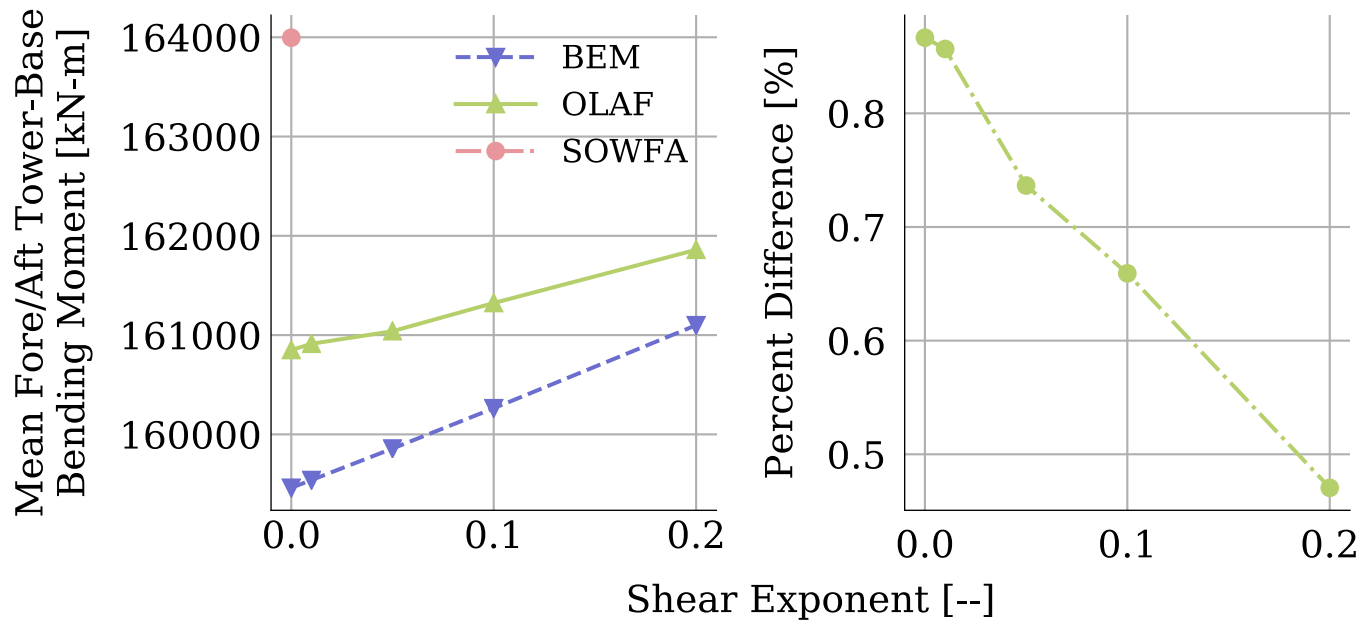 Mean Fore/Aft Tower-Base
Bending Moment [kN-m]
164000
163000
162000
161000
160000
0.0
0.1
0.2
BEM
OLAF
SOWFA
Percent Difference [%]
0.8
0.7
0.6
0.5
0.0
0.1
0.2
Shear Exponent [--]